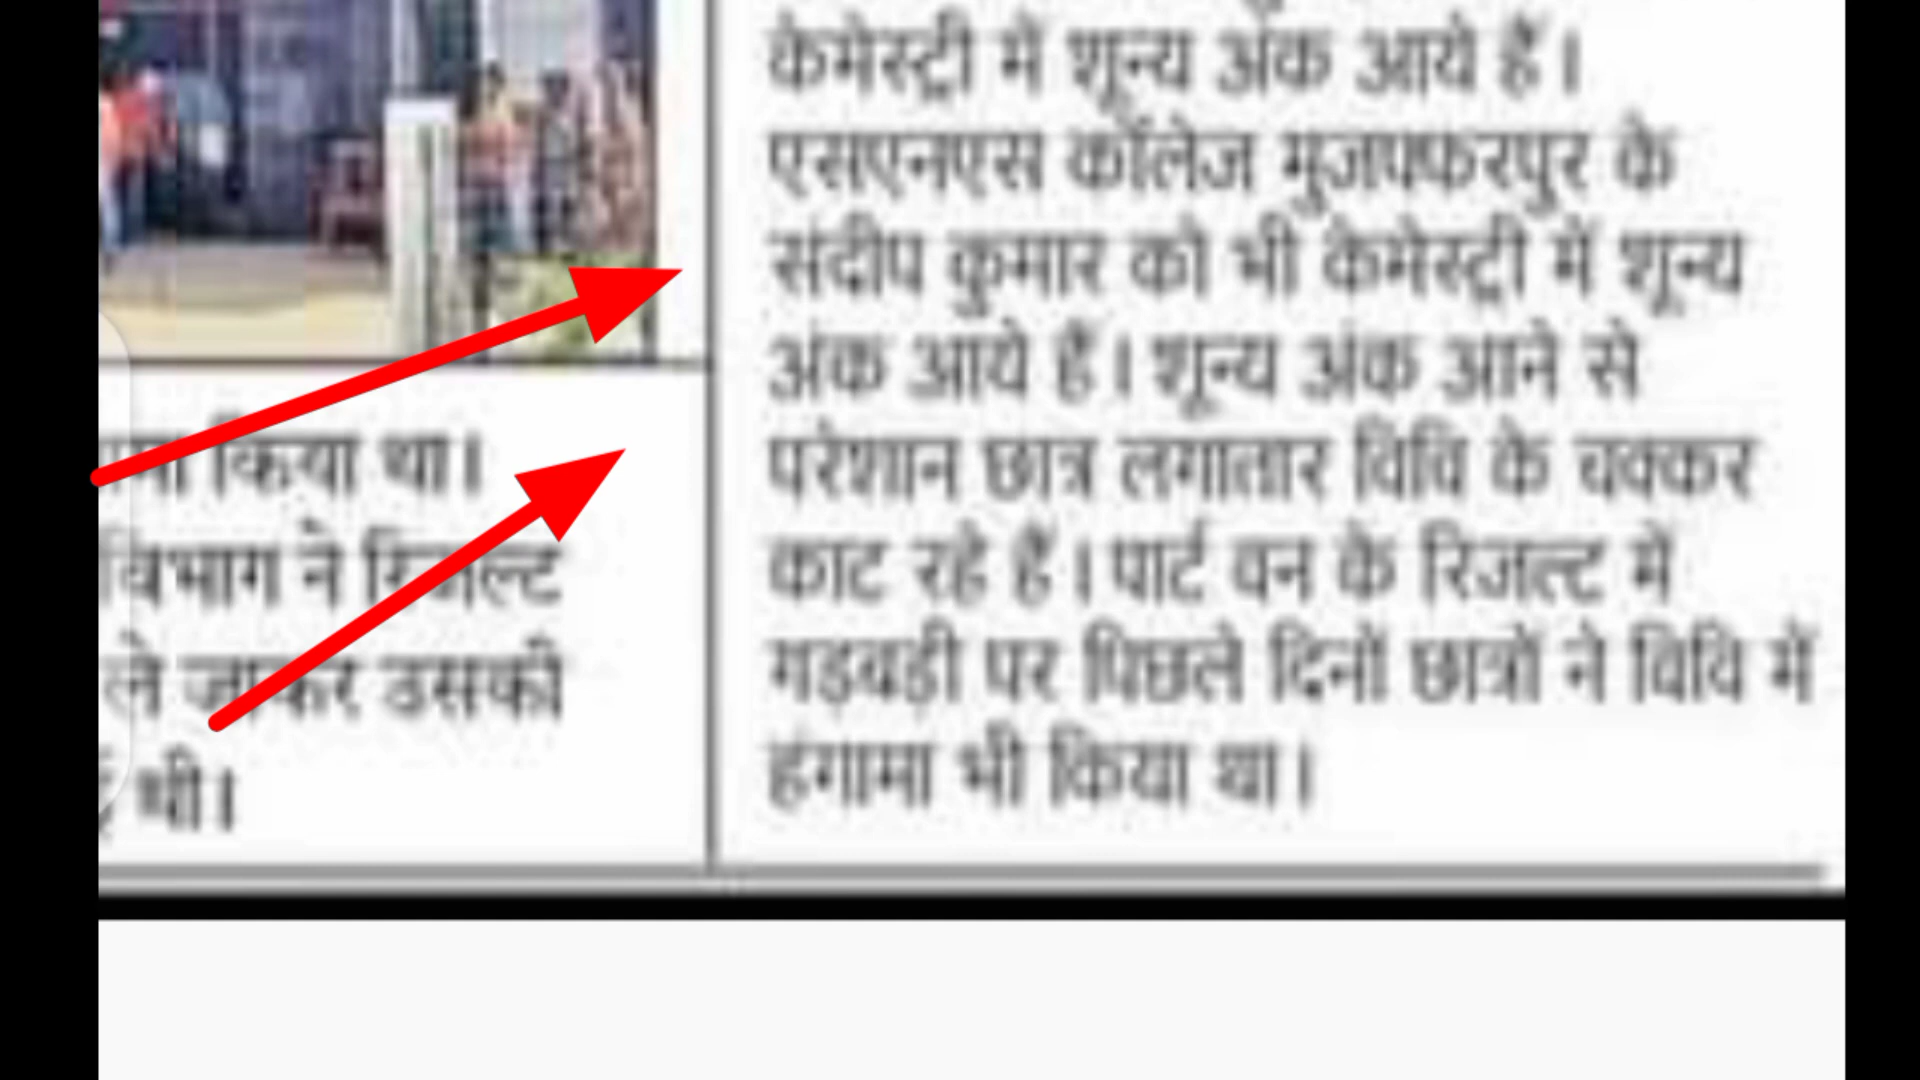 किया था।
विभाग ने रिजल्ट
ले जाकर उसकी
थी।
केमेस्ट्री में शून्य अंक आये हैं।
एसएनएस कॉलेज मुजफ्फरपुर के
संदीप कुमार को भी केमेस्ट्री में शून्य
अंक आये हैं। शून्य अंक आने से
परेशान छात्र लगातार विवि के चक्कर
काट रहे हैं। पार्ट वन के रिजल्ट में
गड़बड़ी पर पिछले दिनों छात्रों ने विवि में
हंगामा भी किया था।